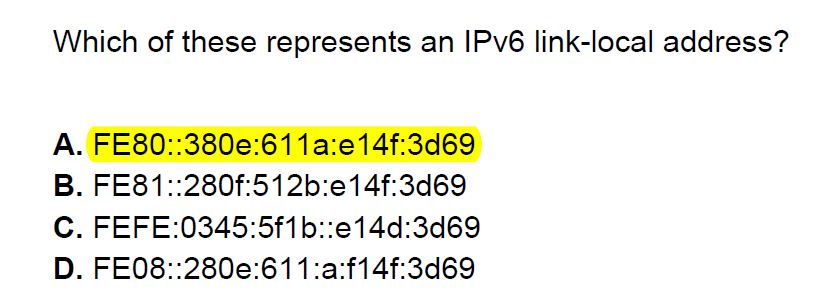 Which of these represents an IPv6 link-local address?
A. FE80::380e:611a:e14f:3d69
B. FE81::280f:512b:e14f:3d69
C. FEFE:0345:5f1b::e14d:3d69
D. FE08::280e:611:a:f14f:3d69